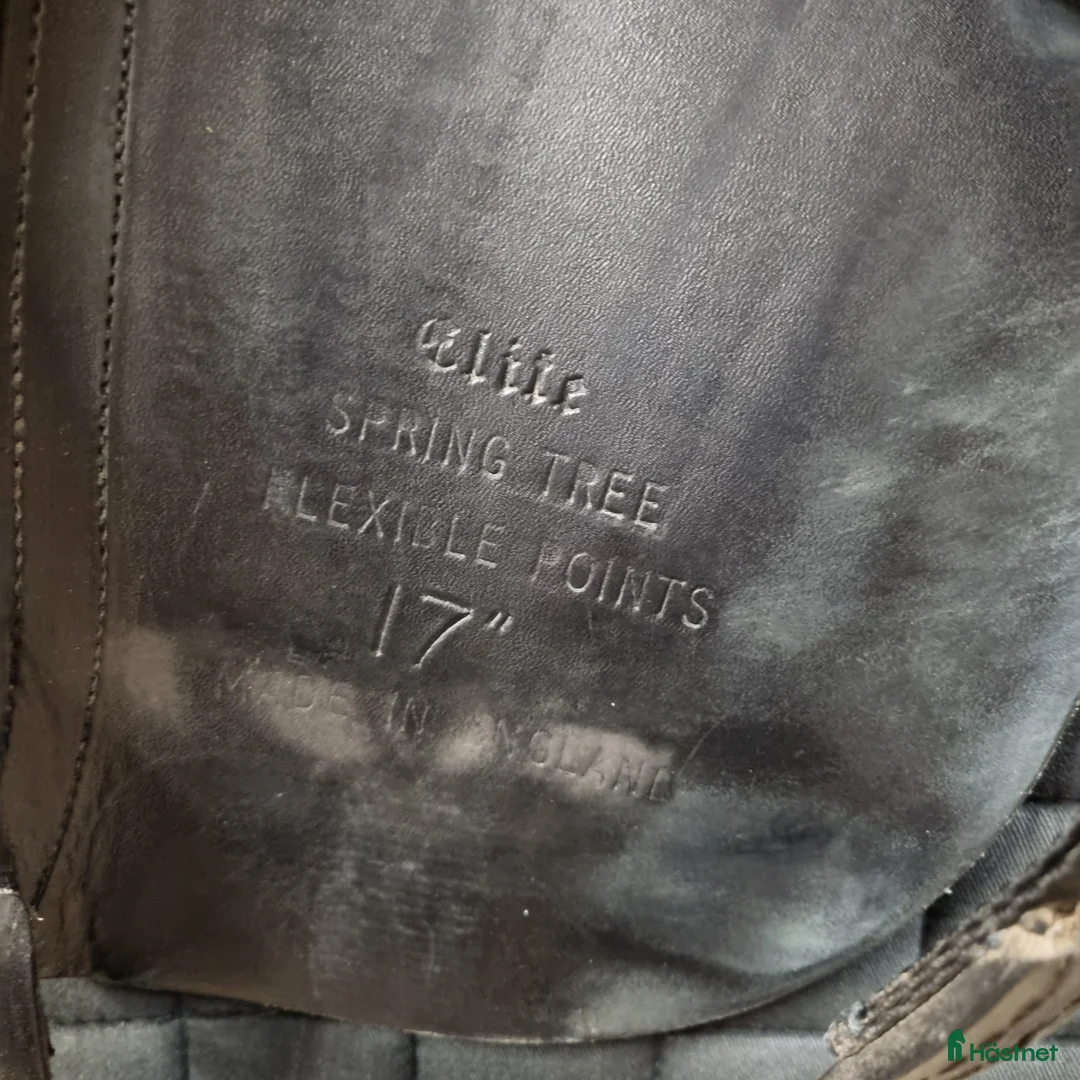 elite
SPRING TREE
FLEXIBLE POINTS
17"
MADE IN ENGLAND
Hästnet